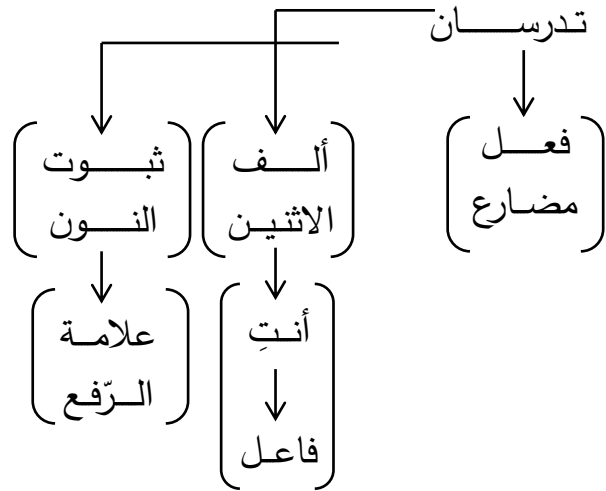 تدرسان
فعل
مضارع
ألف
الاثنين
أنتِ
فاعل
ثبوت
النون
علامة
الرّفع